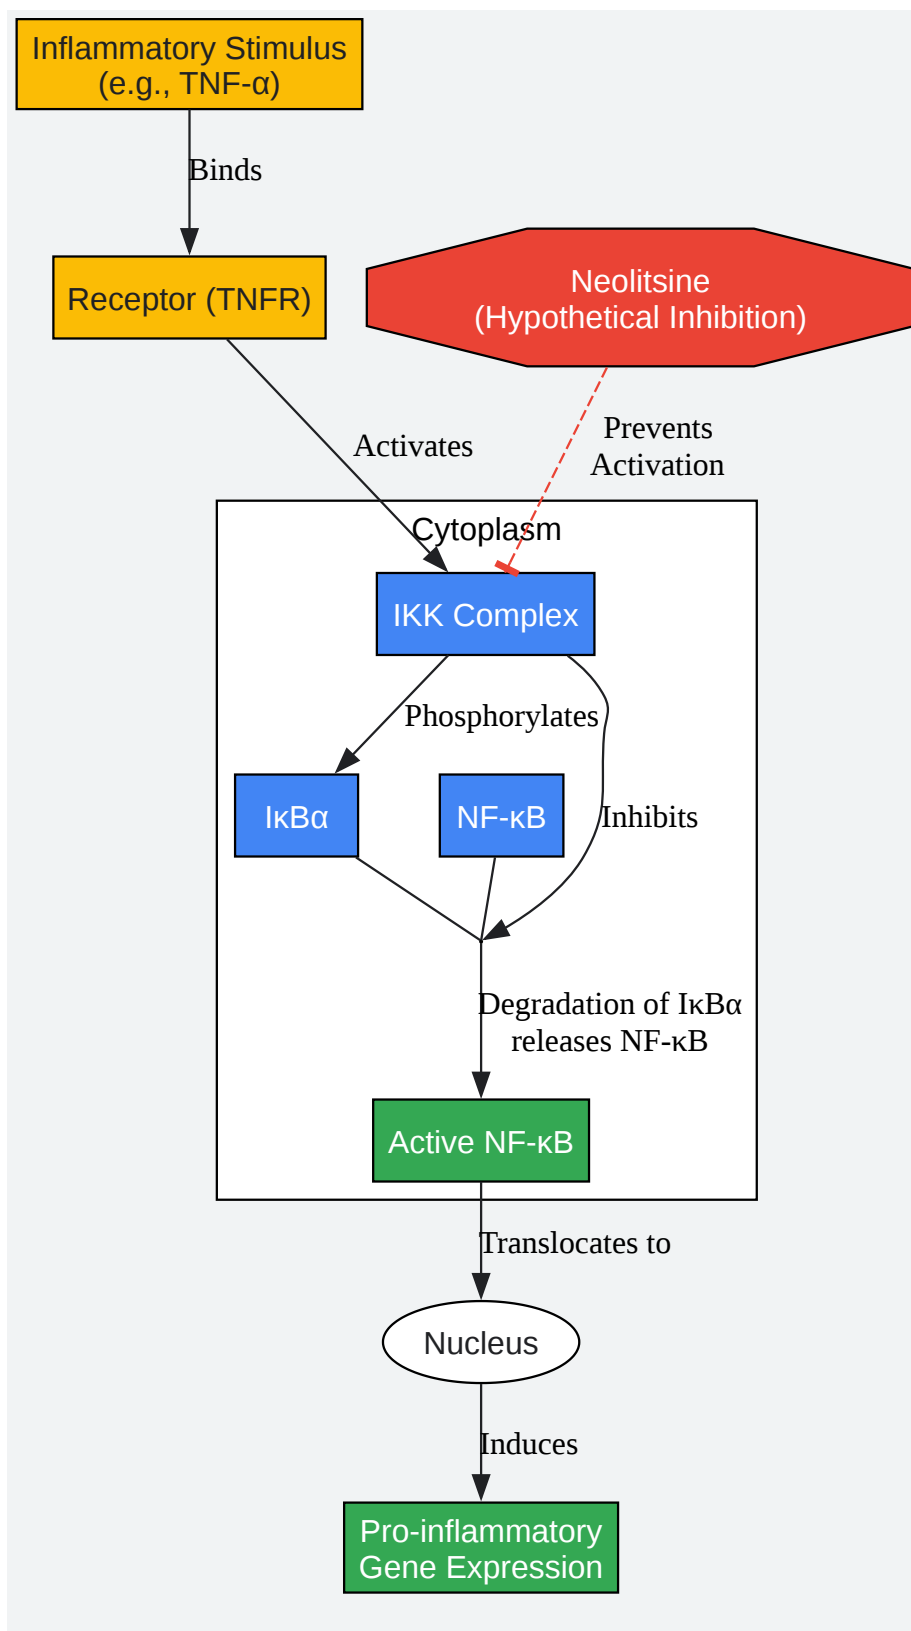 Inflammatory Stimulus
(e.g., TNF-α)
Binds
Receptor (TNFR)
Neolitsine
(Hypothetical Inhibition)
Activates
Prevents
Activation
Cytoplasm
IKK Complex
Phosphorylates
IκBα
NF-κB
Inhibits
Degradation of IκBα
releases NF-κB
Active NF-κB
Translocates to
Nucleus
Induces
Pro-inflammatory
Gene Expression